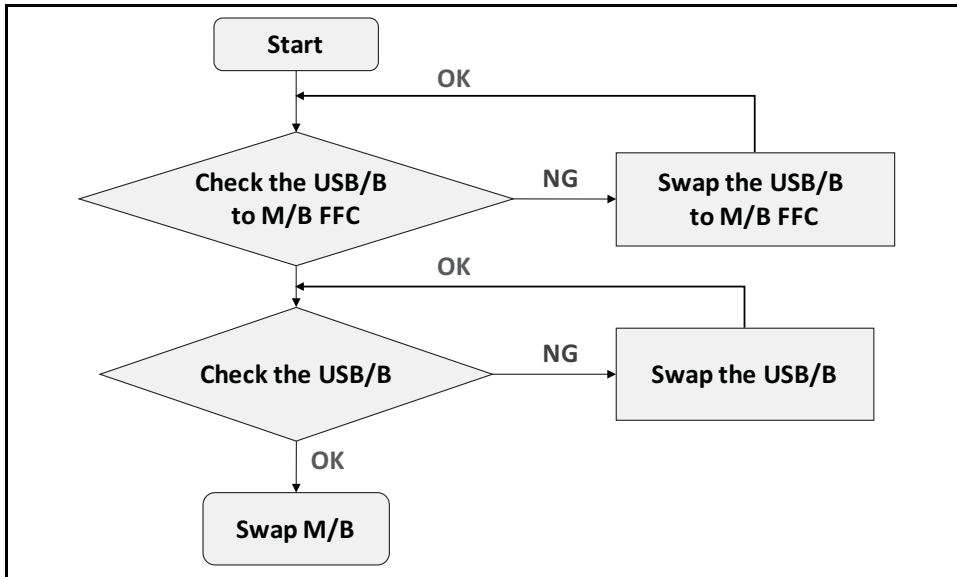 Start
OK
Check the USB/B
to M/B FFC
NG
Swap the USB/B
to M/B FFC
OK
Check the USB/B
NG
Swap the USB/B
OK
Swap M/B